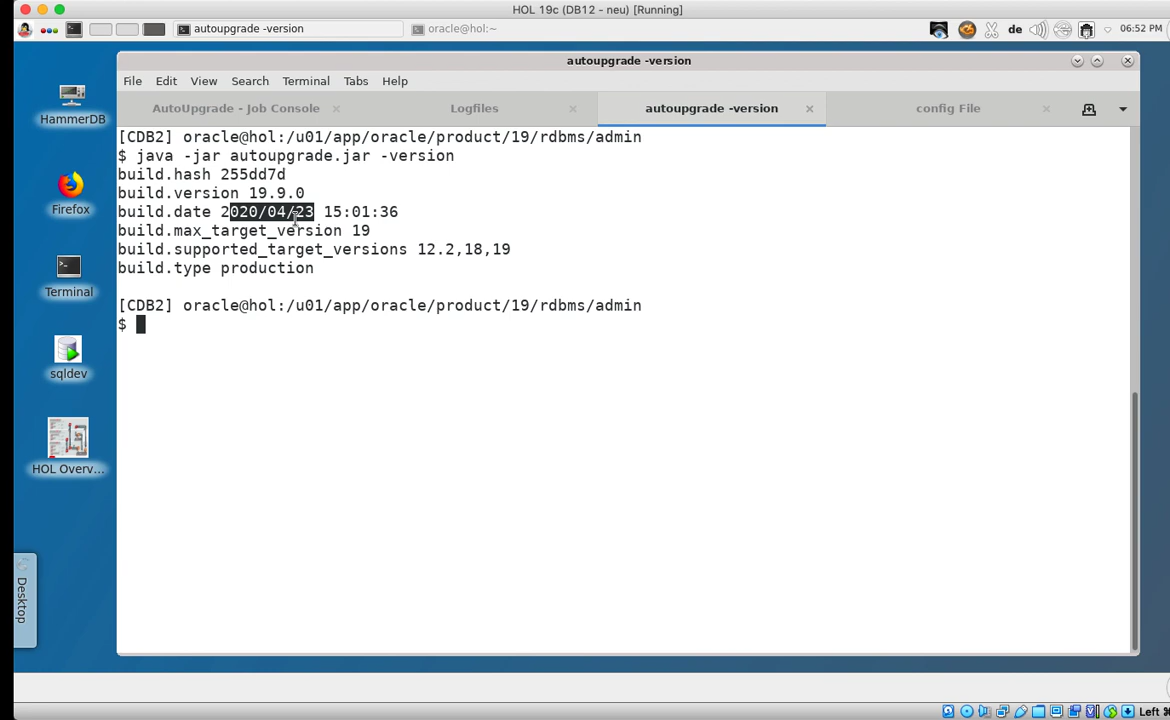 HOL 19c (DB12 - neu) [Running]
autoupgrade -version
oracle@hol:~
de
06:52 PM
autoupgrade -version
File Edit View Search Terminal Tabs Help
AutoUpgrade - Job Console
Logfiles
autoupgrade -version
config File
[CDB2] oracle@hol:/u01/app/oracle/product/19/rdbms/admin
$ java -jar autoupgrade.jar -version
build.hash 255dd7d
build.version 19.9.0
build.date 2020/04/23 15:01:36
build.max_target_version 19
build.supported_target_versions 12.2,18,19
build.type production
[CDB2] oracle@hol:/u01/app/oracle/product/19/rdbms/admin
$
HammerDB
Firefox
Terminal
sqldev
HOL Overv...
Desktop
Left ⌘